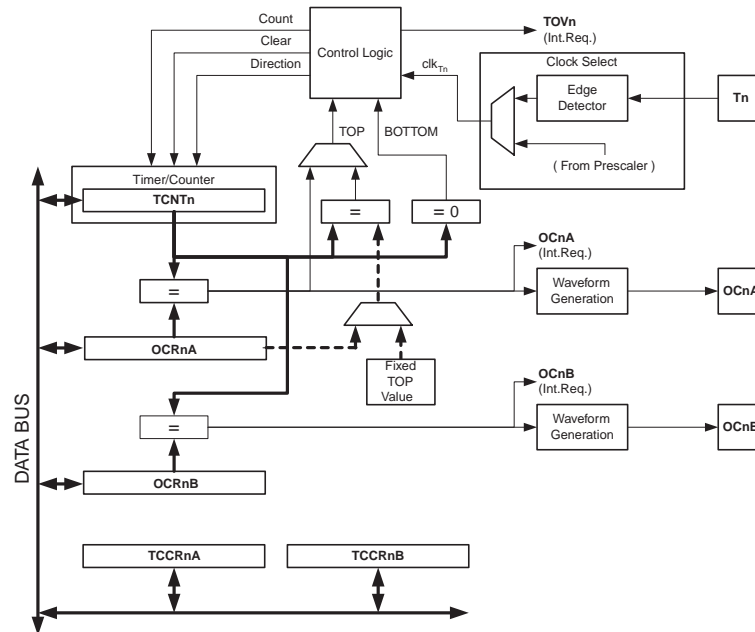 Count
Clear
Direction
Control Logic
TOVn
(Int.Req.)
clkTn
Clock Select
Edge
Detector
Tn
( From Prescaler )
TOP
BOTTOM
Timer/Counter
TCNTn
=
= 0
OCnA
(Int.Req.)
=
Waveform
Generation
OCnA
OCRnA
Fixed
TOP
Value
OCnB
(Int.Req.)
=
Waveform
Generation
OCnB
OCRnB
DATA BUS
TCCRnA
TCCRnB